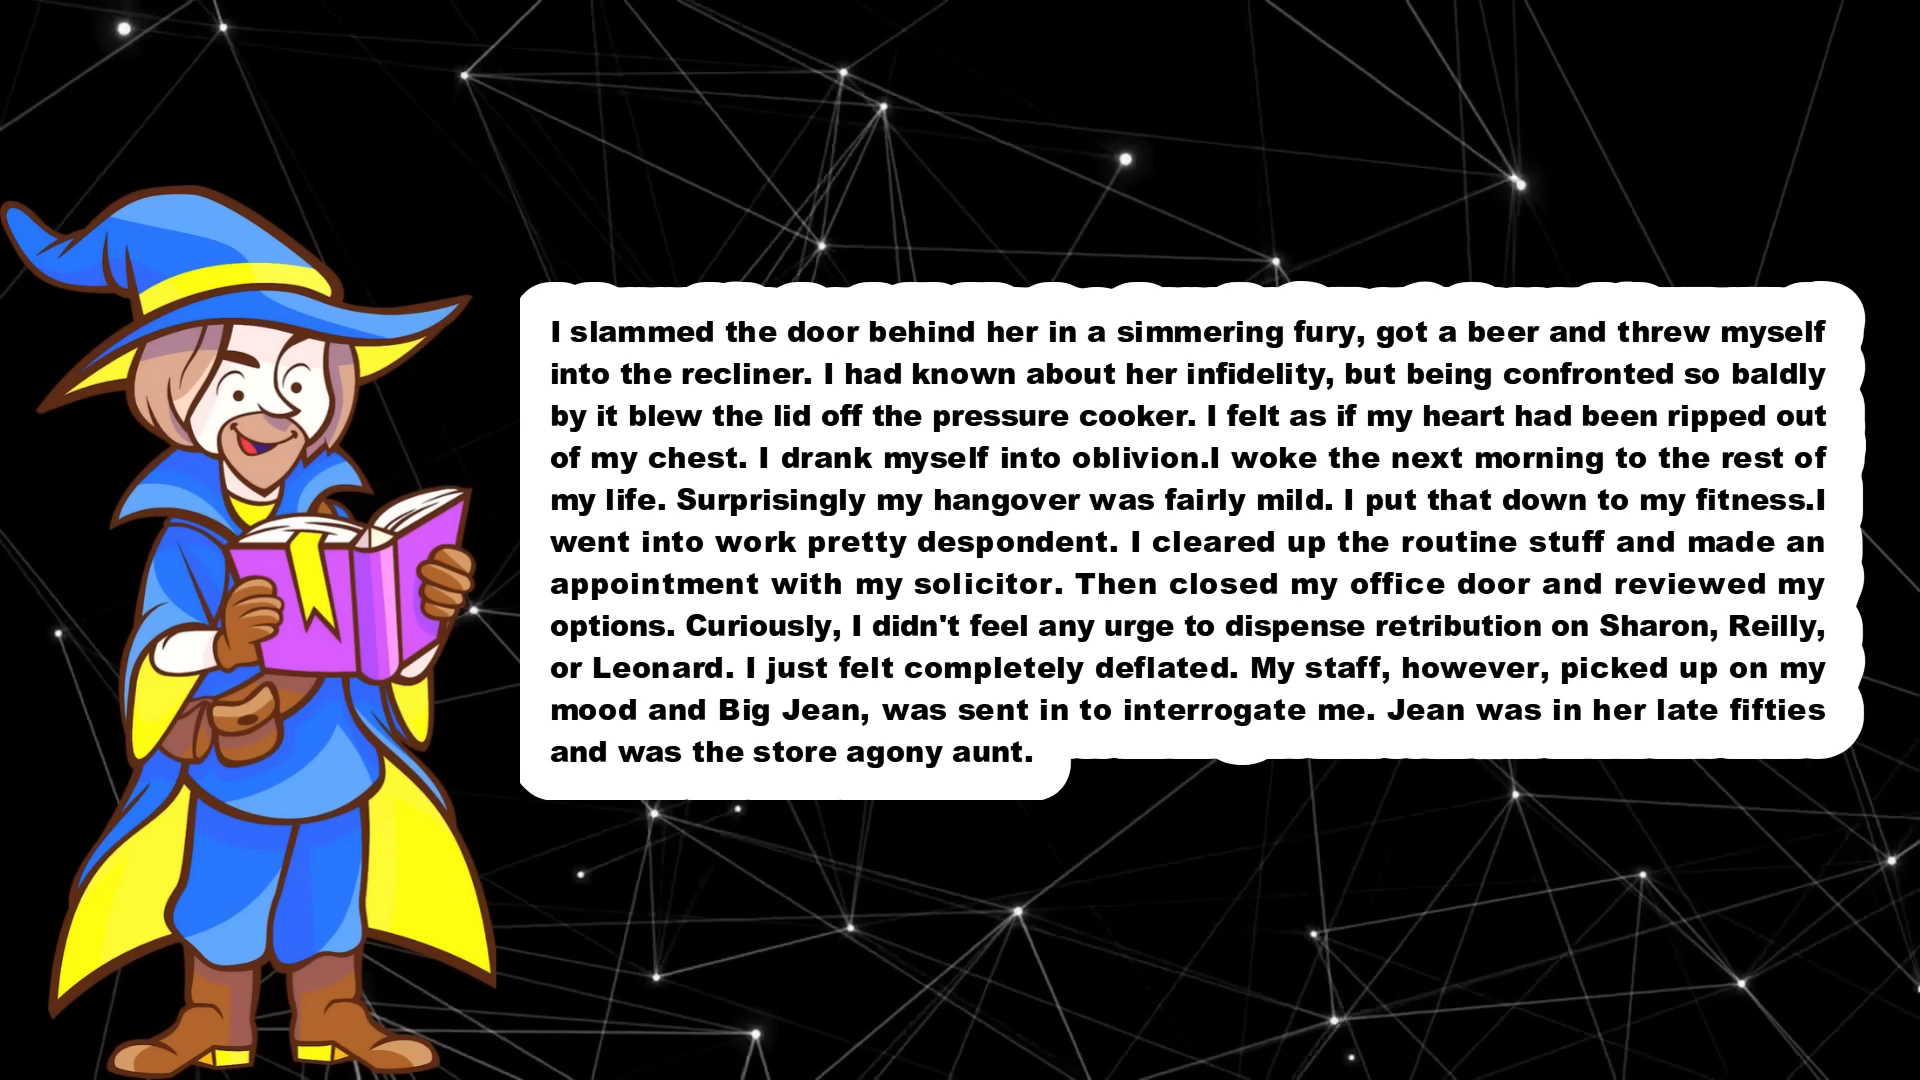 I slammed the door behind her in a simmering fury, got a beer and threw myself
into the recliner. I had known about her infidelity, but being confronted so baldly
by it blew the lid off the pressure cooker. I felt as if my heart had been ripped out
of my chest. I drank myself into oblivion.I woke the next morning to the rest of
my life. Surprisingly my hangover was fairly mild. I put that down to my fitness.I
went into work pretty despondent. I cleared up the routine stuff and made an
appointment with my solicitor. Then closed my office door and reviewed my
options. Curiously, I didn't feel any urge to dispense retribution on Sharon, Reilly,
or Leonard. I just felt completely deflated. My staff, however, picked up on my
mood and Big Jean, was sent in to interrogate me. Jean was in her late fifties
and was the store agony aunt.